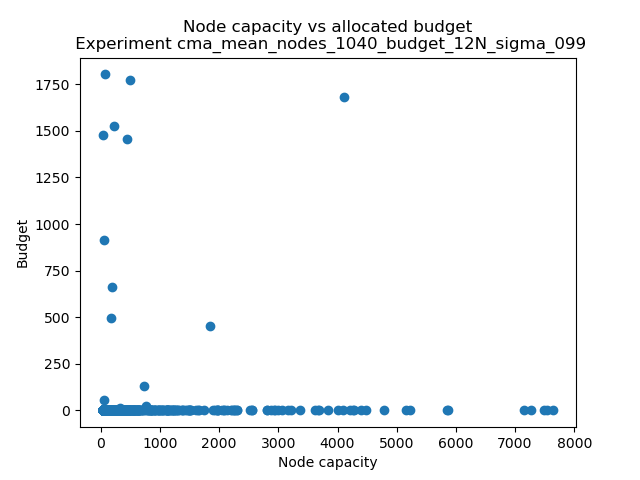 Node capacity vs allocated budget
Experiment cma_mean_nodes_1040_budget_12N_sigma_099
1750
1500
1250
1000
750
500
250
0
Budget
0 1000 2000 3000 4000 5000 6000 7000 8000
Node capacity